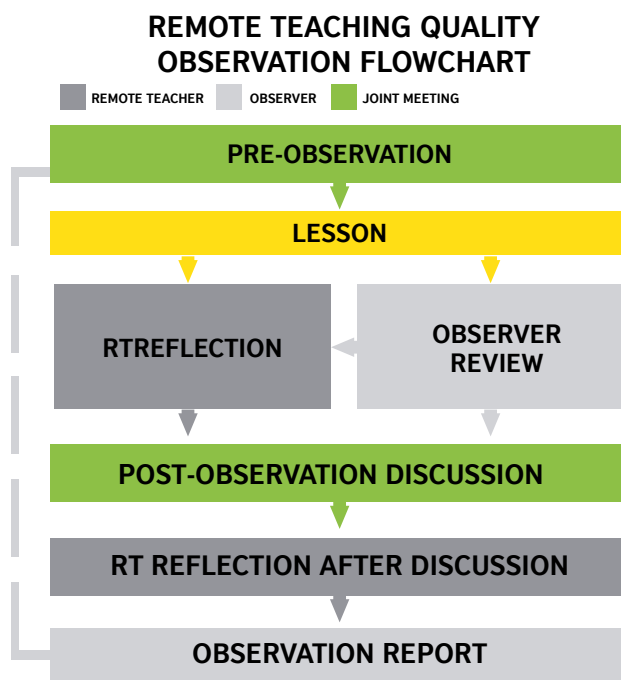 REMOTE TEACHING QUALITY
OBSERVATION FLOWCHART
REMOTE TEACHER
OBSERVER
JOINT MEETING
PRE-OBSERVATION
LESSON
RTREFLECTION
OBSERVER
REVIEW
POST-OBSERVATION DISCUSSION
RT REFLECTION AFTER DISCUSSION
OBSERVATION REPORT